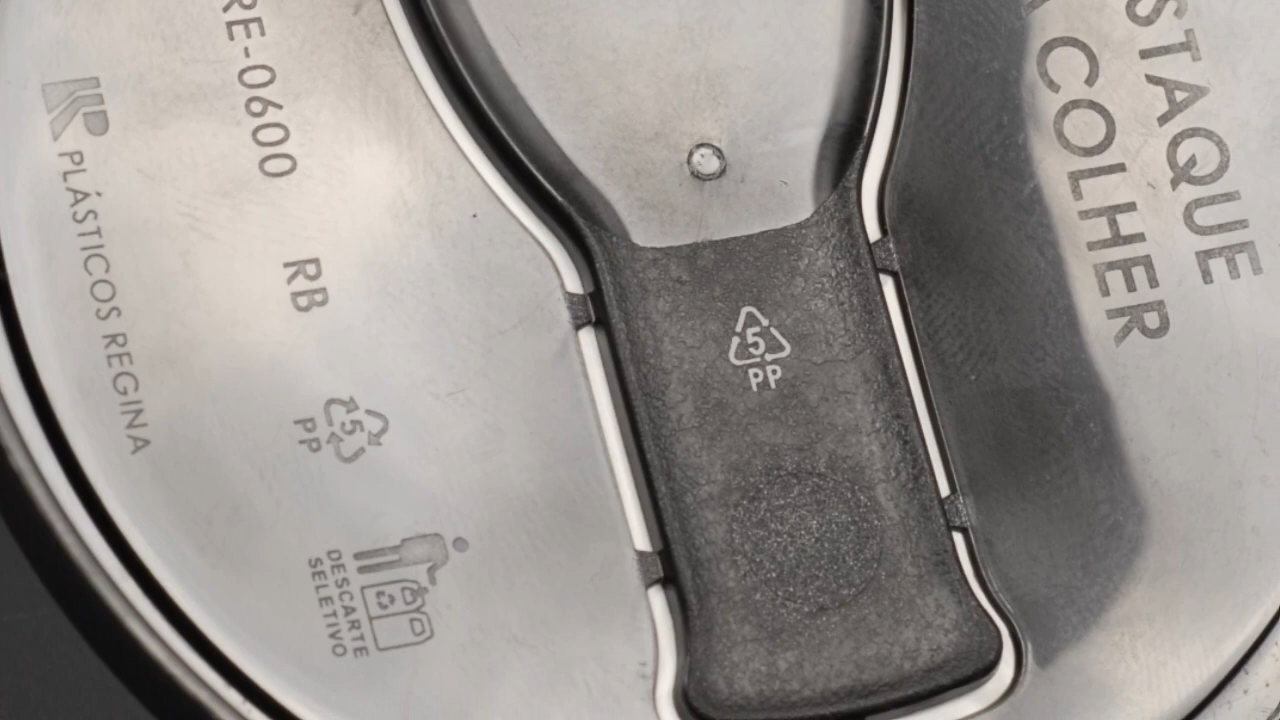 RE-0600
PLÁSTICOS REGINA
RB
5
PP
DESCARTE
SELETIVO
5
PP
STAQUE
COLHER